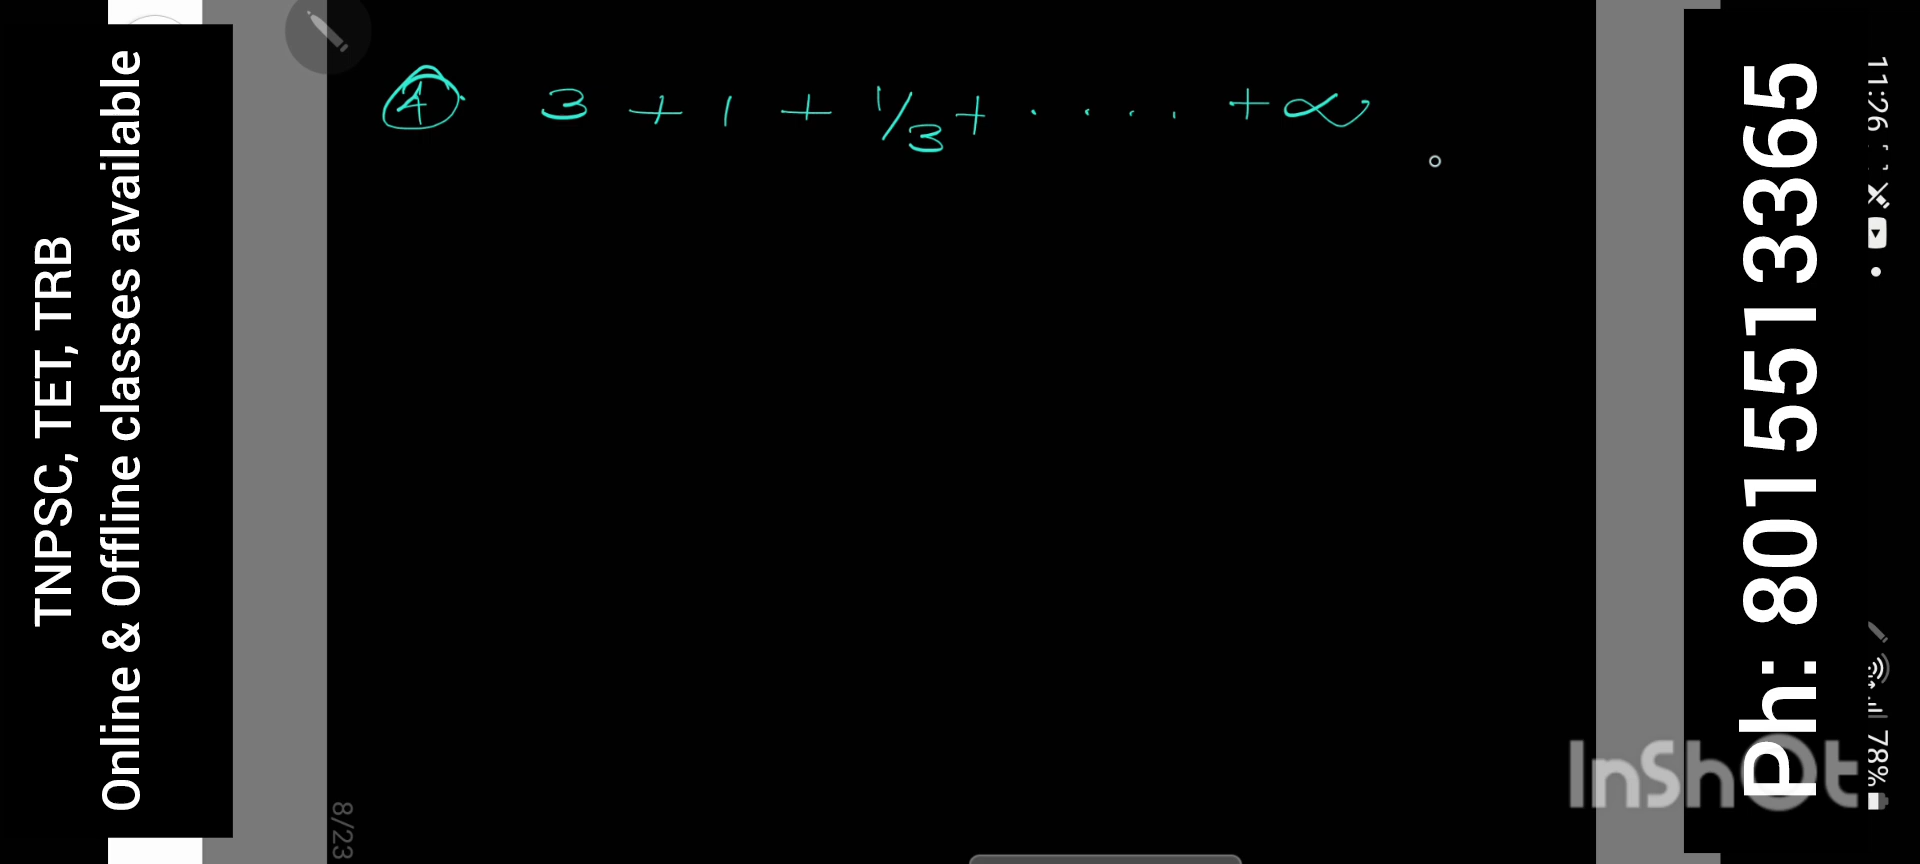 TNPSC, TET, TRB
Online & Offline classes available
④ 3 + 1 + 1/3 + . . . . . + ∞
8/23
Ph: 8015513365
11:26
78%
InShOt